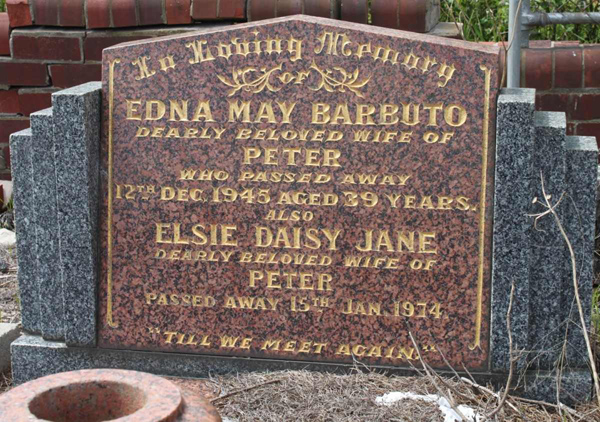 In Loving Memory
of
EDNA MAY BARBUTO
DEARLY BELOVED WIFE OF
PETER
WHO PASSED AWAY
12TH DEC. 1945 AGED 39 YEARS.
ALSO
ELSIE DAISY JANE
DEARLY BELOVED WIFE OF
PETER
PASSED AWAY 15TH JAN. 1974
"TILL WE MEET AGAIN."